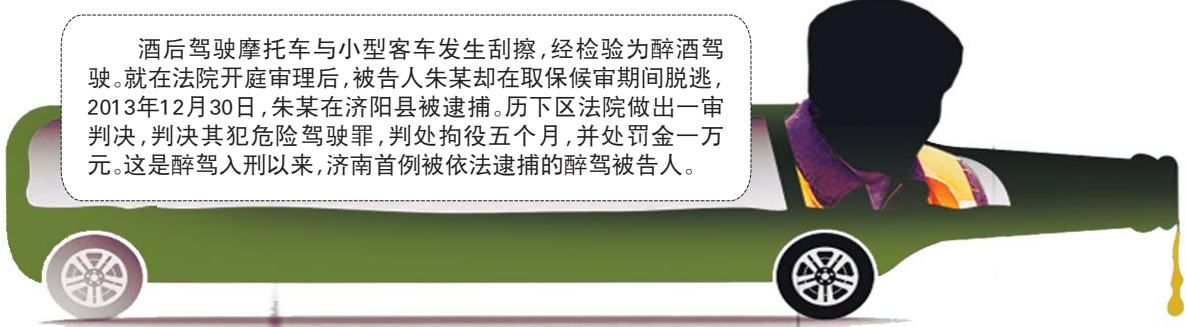 酒后驾驶摩托车与小型客车发生刮擦,经检验为醉酒驾
驶。就在法院开庭审理后,被告人朱某却在取保候审期间脱逃,
2013年12月30日,朱某在济阳县被逮捕。历下区法院做出一审
判决,判决其犯危险驾驶罪,判处拘役五个月,并处罚金一万
元。这是醉驾入刑以来,济南首例被依法逮捕的醉驾被告人。